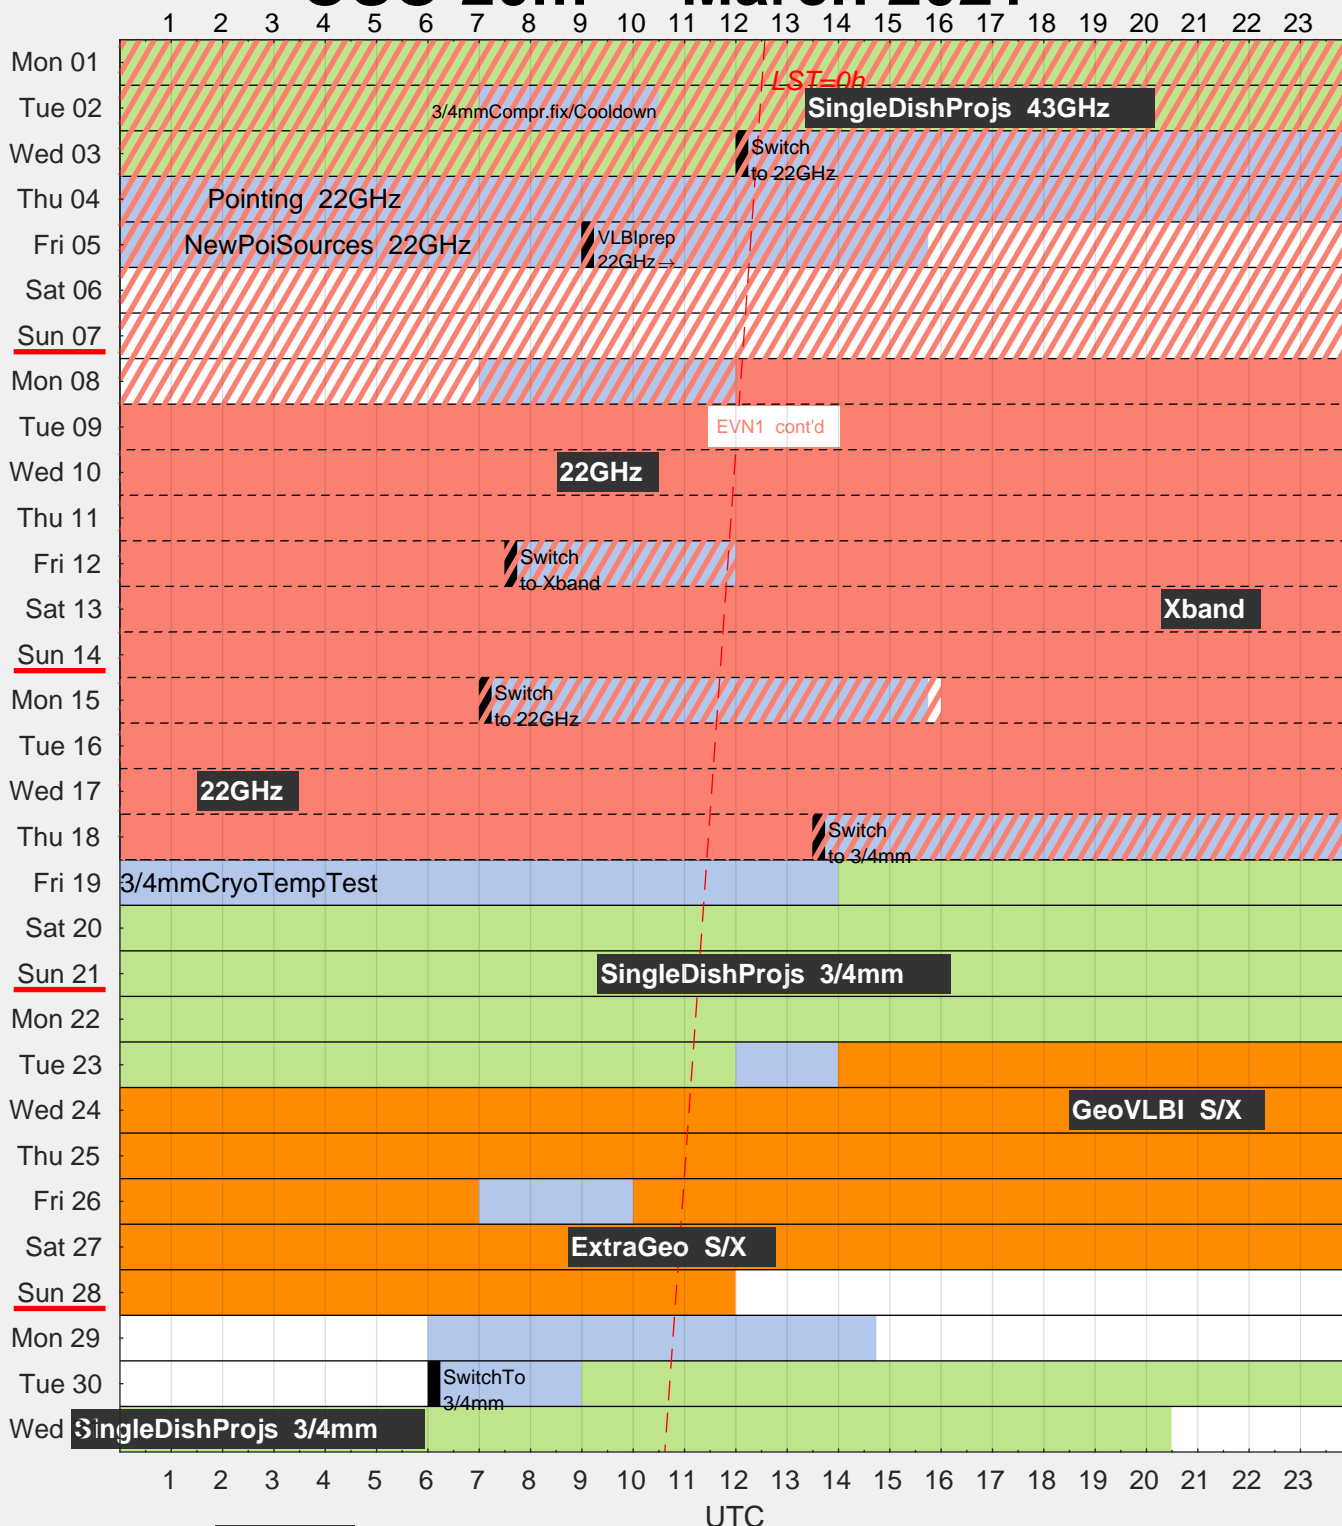 1 2 3 4 5 6 7 8 9 10 11 12 13 14 15 16 17 18 19 20 21 22 23
Mon 01
LST=0h
Tue 02 3/4mmCompr.fix/Cooldown SingleDishProjs 43GHz
Wed 03 Switch
to 22GHz
Thu 04 Pointing 22GHz
Fri 05 NewPoiSources 22GHz VLBIprep
22GHz→
Sat 06
Sun 07
Mon 08
Tue 09 EVN1 cont'd
Wed 10 22GHz
Thu 11
Fri 12 Switch
to Xband
Sat 13 Xband
Sun 14
Mon 15 Switch
to 22GHz
Tue 16
Wed 17 22GHz
Thu 18 Switch
to 3/4mm
Fri 19 3/4mmCryoTempTest
Sat 20
Sun 21 SingleDishProjs 3/4mm
Mon 22
Tue 23
Wed 24 GeoVLBI S/X
Thu 25
Fri 26
Sat 27 ExtraGeo S/X
Sun 28
Mon 29
Tue 30 SwitchTo
3/4mm
Wed SingleDishProjs 3/4mm
1 2 3 4 5 6 7 8 9 10 11 12 13 14 15 16 17 18 19 20 21 22 23
UTC